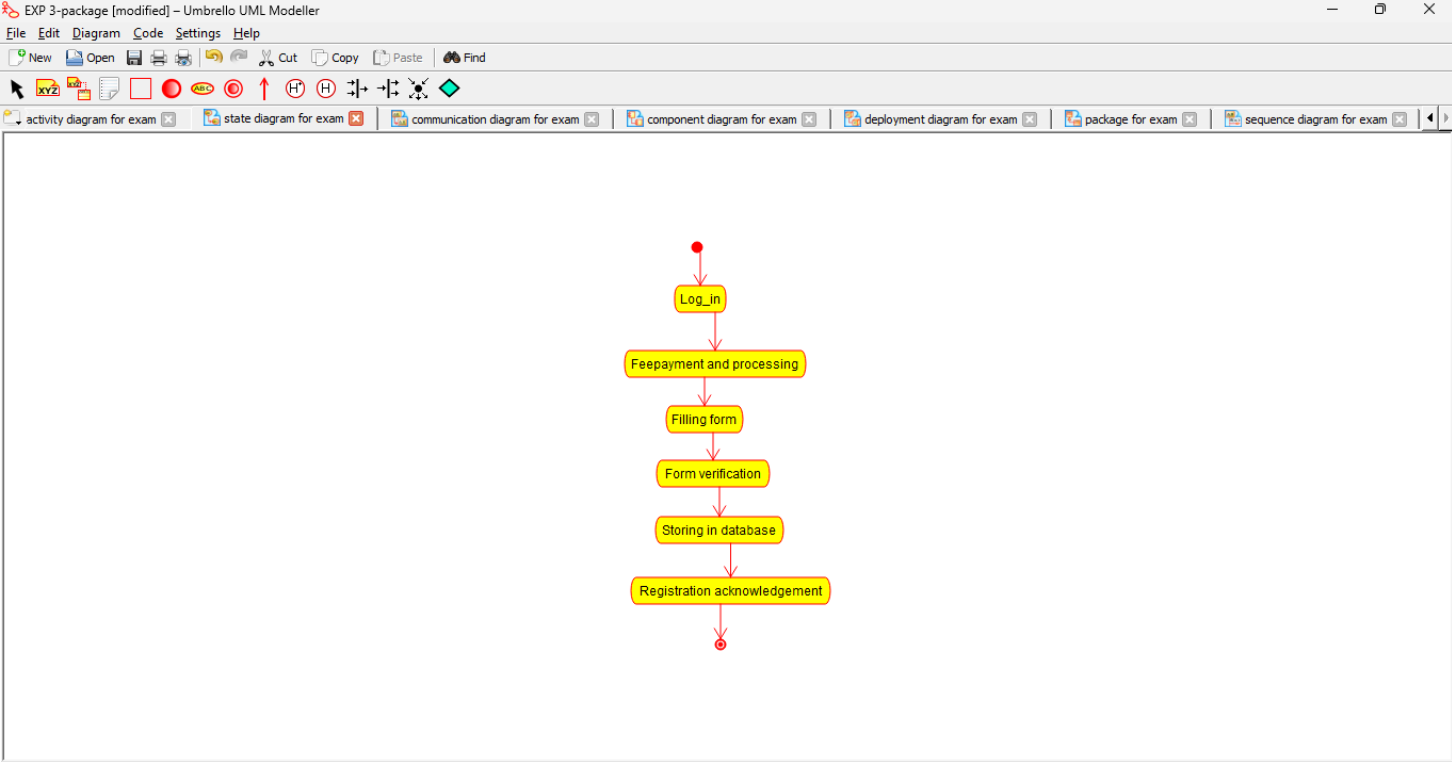 EXP 3-package [modified] – Umbrello UML Modeller
File Edit Diagram Code Settings Help
New Open Cut Copy Paste Find
XYZ XYZ ABC H* H
activity diagram for exam state diagram for exam communication diagram for exam component diagram for exam deployment diagram for exam package for exam sequence diagram for exam
Log_in
Feepayment and processing
Filling form
Form verification
Storing in database
Registration acknowledgement